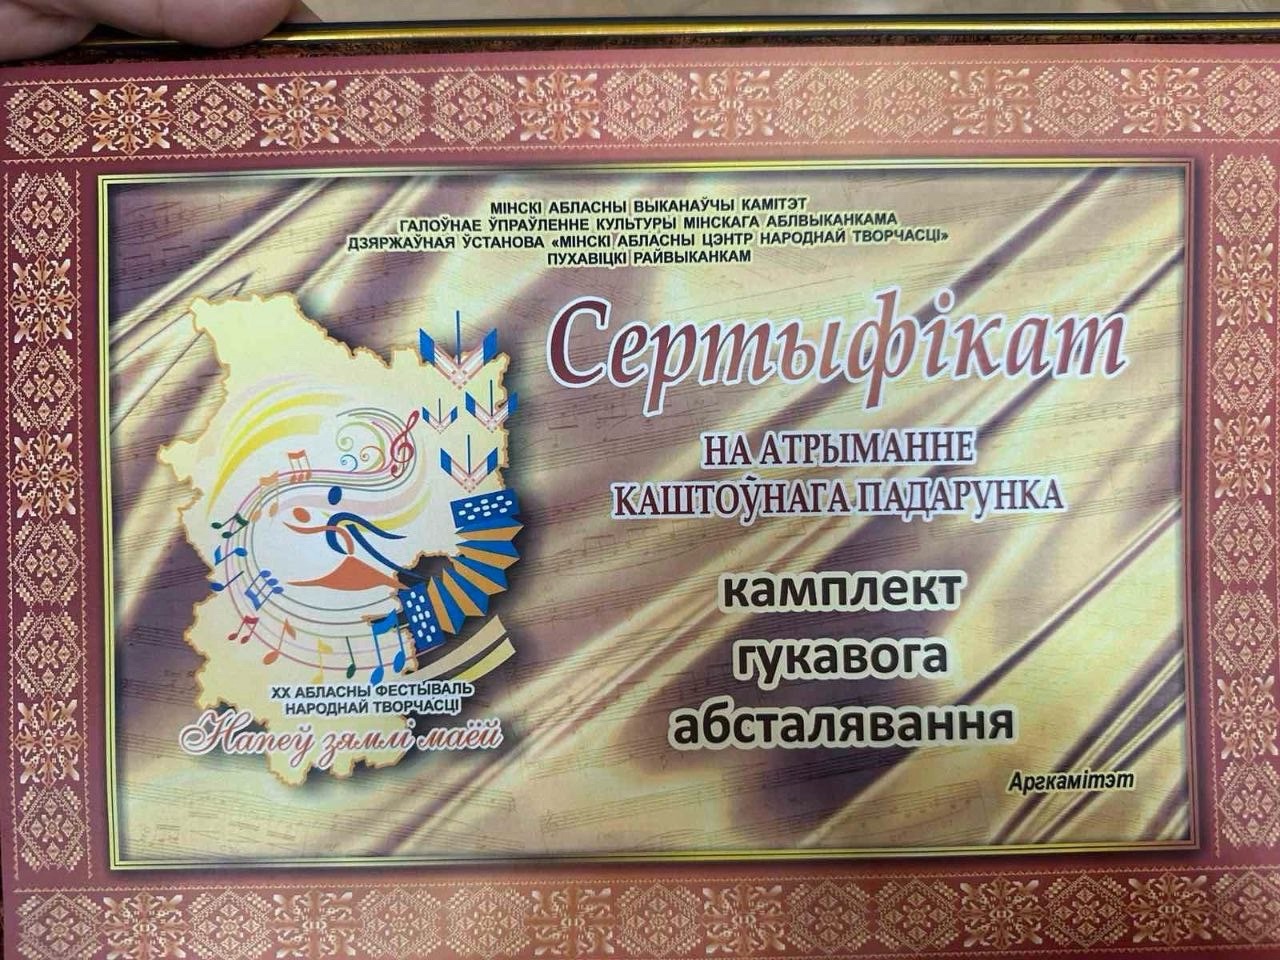 МІНСКІ АБЛАСНЫ ВЫКАНАЎЧЫ КАМІТЭТ
ГАЛОЎНАЕ ЎПРАЎЛЕННЕ КУЛЬТУРЫ МІНСКАГА АБЛВЫКАНКАМА
ДЗЯРЖАЎНАЯ ЎСТАНОВА «МІНСКІ АБЛАСНЫ ЦЭНТР НАРОДНАЙ ТВОРЧАСЦІ»
ПУХАВІЦКІ РАЙВЫКАНКАМ
Сертыфікат
НА АТРЫМАННЕ
КАШТОЎНАГА ПАДАРУНКА
камплект
гукавога
абсталявання
Аргкамітэт
XX АБЛАСНЫ ФЕСТЫВАЛЬ
НАРОДНАЙ ТВОРЧАСЦІ
Напеў зямлі маёй